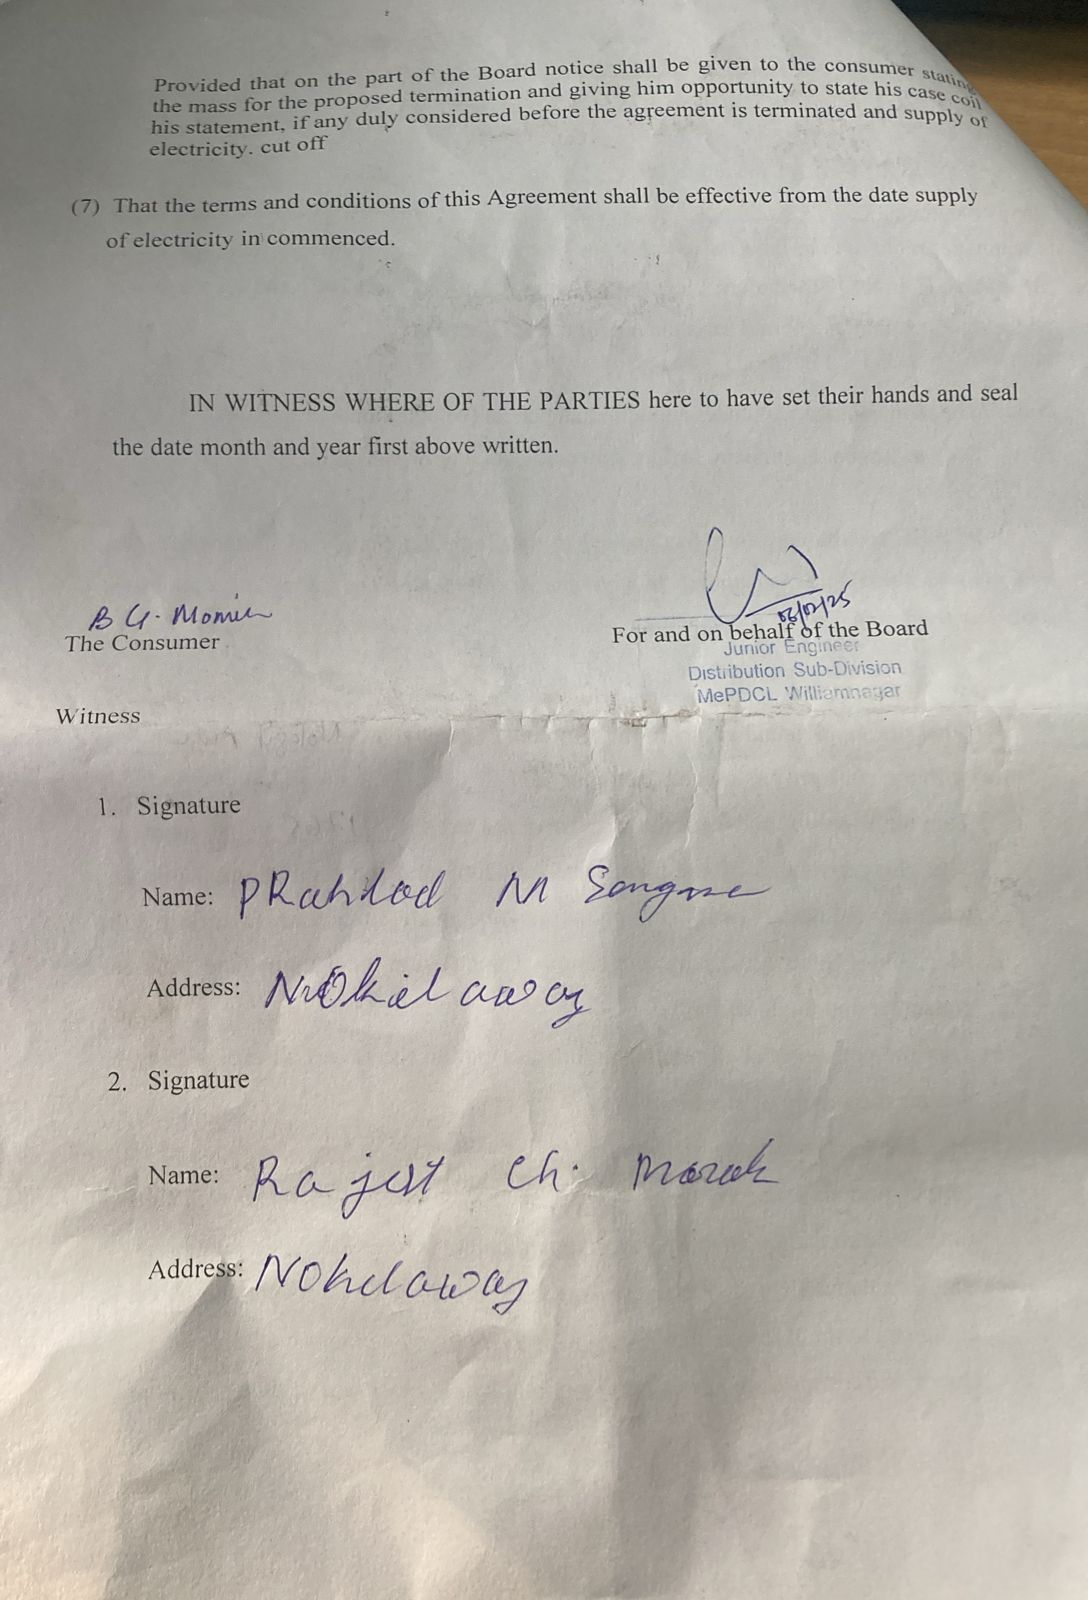 Provided that on the part of the Board notice shall be given to the consumer stating
the mass for the proposed termination and giving him opportunity to state his case coil
his statement, if any duly considered before the agreement is terminated and supply of
electricity. cut off
(7) That the terms and conditions of this Agreement shall be effective from the date supply
of electricity in commenced.
IN WITNESS WHERE OF THE PARTIES here to have set their hands and seal
the date month and year first above written.
B G. Momin
The Consumer
06/02/25
For and on behalf of the Board
Junior Engineer
Distribution Sub-Division
MePDCL Williamnagar
Witness
1. Signature
Name: PRahlad M Sangma
Address:
2. Signature
Name: Rajest Ch. Marak
Address: